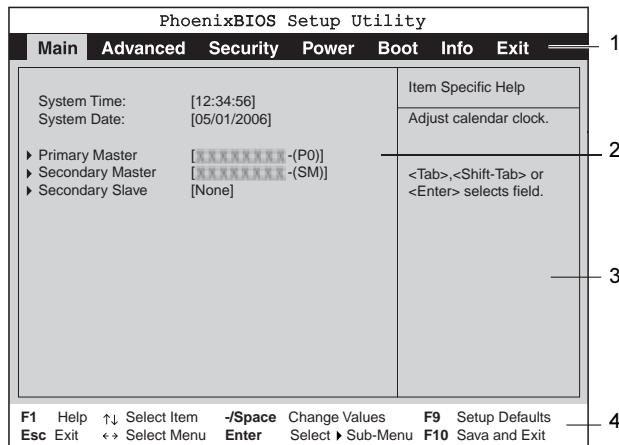 PhoenixBIOS Setup Utility
Main Advanced Security Power Boot Info Exit
1
System Time: [12:34:56]
System Date: [05/01/2006]
Primary Master [XXXXXXXX-(P0)]
Secondary Master [XXXXXXXX-(SM)]
Secondary Slave [None]
Item Specific Help
Adjust calendar clock.
2
<Tab>,<Shift-Tab> or
<Enter> selects field.
3
F1 Help ↑↓ Select Item -/Space Change Values F9 Setup Defaults
Esc Exit ←→ Select Menu Enter Select ▶ Sub-Menu F10 Sava and Exit
4